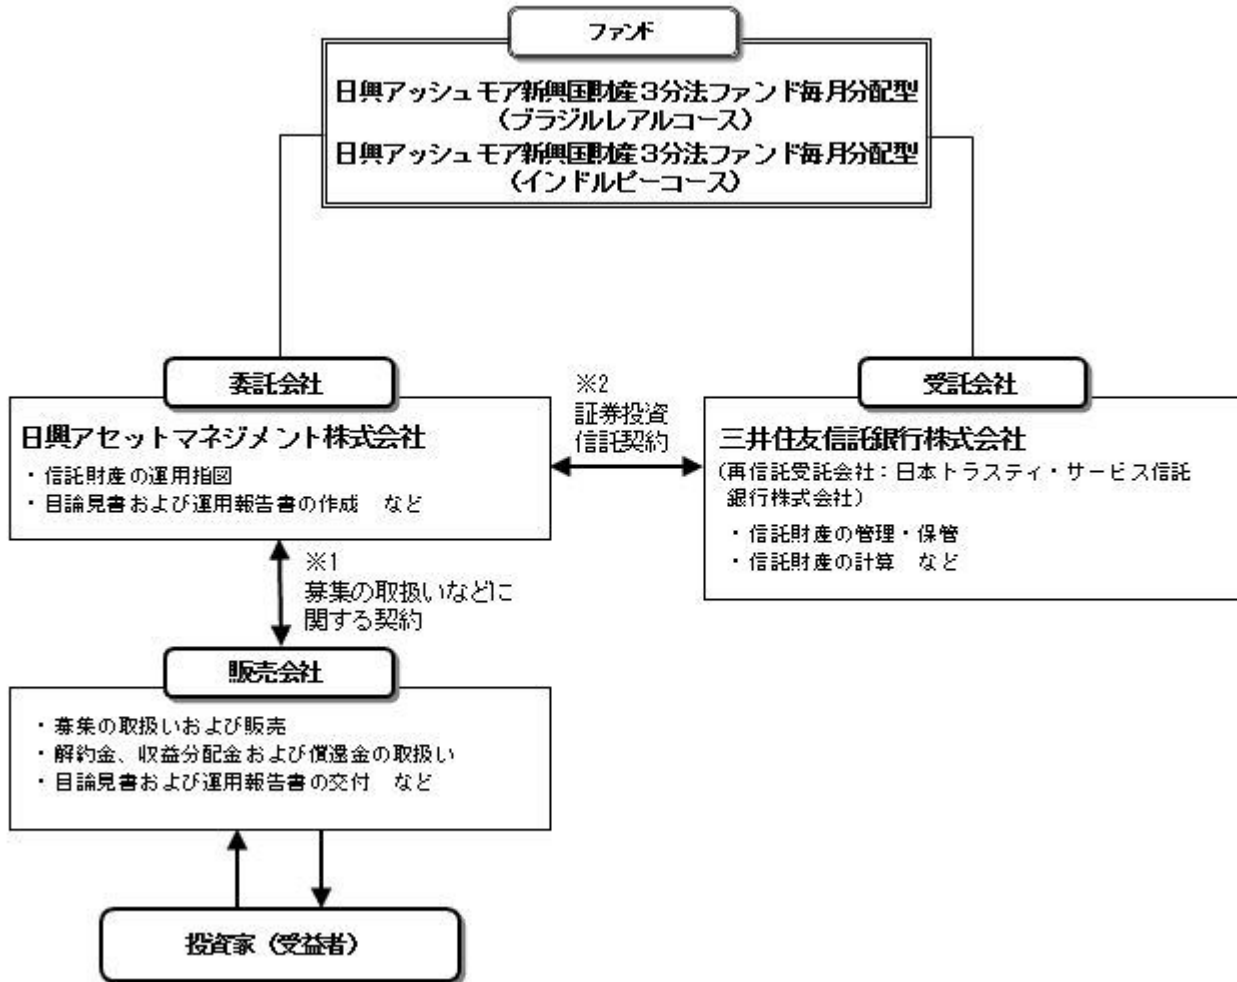 ファンド
日興アッシュモア新興国財産３分法ファンド毎月分配型
（ブラジルレアルコース）
日興アッシュモア新興国財産３分法ファンド毎月分配型
（インドルピーコース）
委託会社
日興アセットマネジメント株式会社
・信託財産の運用指図
・目論見書および運用報告書の作成　など
※2
証券投資
信託契約
受託会社
三井住友信託銀行株式会社
（再信託受託会社：日本トラスティ・サービス信託
銀行株式会社）
・信託財産の管理・保管
・信託財産の計算　など
※1
募集の取扱いなどに
関する契約
販売会社
・募集の取扱いおよび販売
・解約金、収益分配金および償還金の取扱い
・目論見書および運用報告書の交付　など
投資家（受益者）